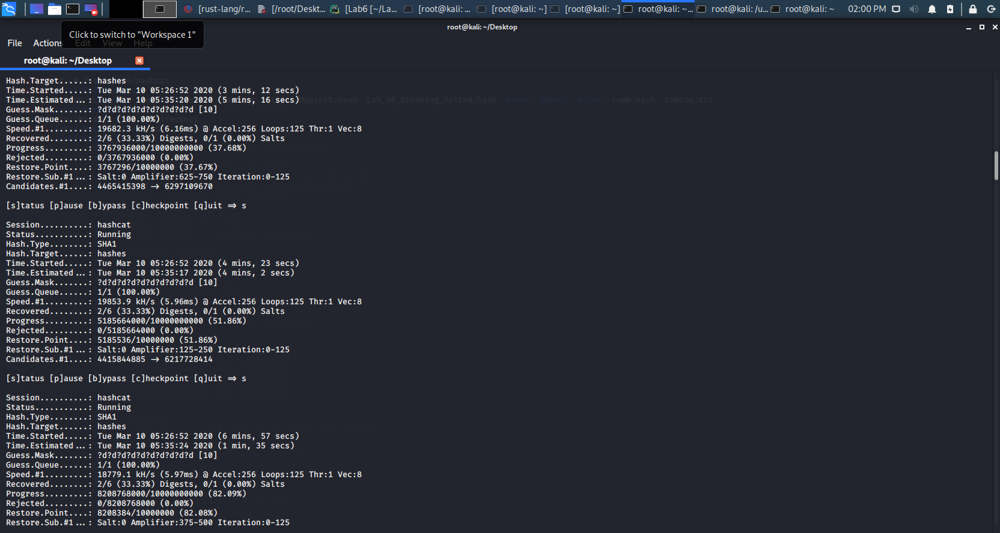 [rust-lang/r... [/root/Deskt... [Lab6 [~/La... [root@kali: ... [root@kali: ~] [root@kali: ~] root@kali: ~... root@kali: /u... root@kali: ~ 02:00 PM
root@kali: ~/Desktop
Click to switch to "Workspace 1"
File Actions Edit View Help
root@kali: ~/Desktop
Hash.Target......: hashes
Time.Started.....: Tue Mar 10 05:26:52 2020 (3 mins, 12 secs)
Time.Estimated...: Tue Mar 10 05:35:20 2020 (5 mins, 16 secs)
pass5b.hash Lab_5B_Breaking_Salted.hash rules tomm.hash tomtom.txt
Guess.Mask.......: ?d?d?d?d?d?d?d?d?d?d [10]
Guess.Queue......: 1/1 (100.00%)
Speed.#1.........: 19682.3 kH/s (6.16ms) @ Accel:256 Loops:125 Thr:1 Vec:8
Recovered........: 2/6 (33.33%) Digests, 0/1 (0.00%) Salts
Progress.........: 3767936000/10000000000 (37.68%)
Rejected.........: 0/3767936000 (0.00%)
Restore.Point....: 3767296/10000000 (37.67%)
Restore.Sub.#1...: Salt:0 Amplifier:625-750 Iteration:0-125
Candidates.#1....: 4465415398 -> 6297109670
[s]tatus [p]ause [b]ypass [c]heckpoint [q]uit => s
Session..........: hashcat
Status...........: Running
Hash.Type........: SHA1
Hash.Target......: hashes
Time.Started.....: Tue Mar 10 05:26:52 2020 (4 mins, 23 secs)
Time.Estimated...: Tue Mar 10 05:35:17 2020 (4 mins, 2 secs)
Guess.Mask.......: ?d?d?d?d?d?d?d?d?d?d [10]
Guess.Queue......: 1/1 (100.00%)
Speed.#1.........: 19853.9 kH/s (5.96ms) @ Accel:256 Loops:125 Thr:1 Vec:8
Recovered........: 2/6 (33.33%) Digests, 0/1 (0.00%) Salts
Progress.........: 5185664000/10000000000 (51.86%)
Rejected.........: 0/5185664000 (0.00%)
Restore.Point....: 5185536/10000000 (51.86%)
Restore.Sub.#1...: Salt:0 Amplifier:125-250 Iteration:0-125
Candidates.#1....: 4415844885 -> 6217728414
[s]tatus [p]ause [b]ypass [c]heckpoint [q]uit => s
Session..........: hashcat
Status...........: Running
Hash.Type........: SHA1
Hash.Target......: hashes
Time.Started.....: Tue Mar 10 05:26:52 2020 (6 mins, 57 secs)
Time.Estimated...: Tue Mar 10 05:35:24 2020 (1 min, 35 secs)
Guess.Mask.......: ?d?d?d?d?d?d?d?d?d?d [10]
Guess.Queue......: 1/1 (100.00%)
Speed.#1.........: 18779.1 kH/s (5.97ms) @ Accel:256 Loops:125 Thr:1 Vec:8
Recovered........: 2/6 (33.33%) Digests, 0/1 (0.00%) Salts
Progress.........: 8208768000/10000000000 (82.09%)
Rejected.........: 0/8208768000 (0.00%)
Restore.Point....: 8208384/10000000 (82.08%)
Restore.Sub.#1...: Salt:0 Amplifier:375-500 Iteration:0-125